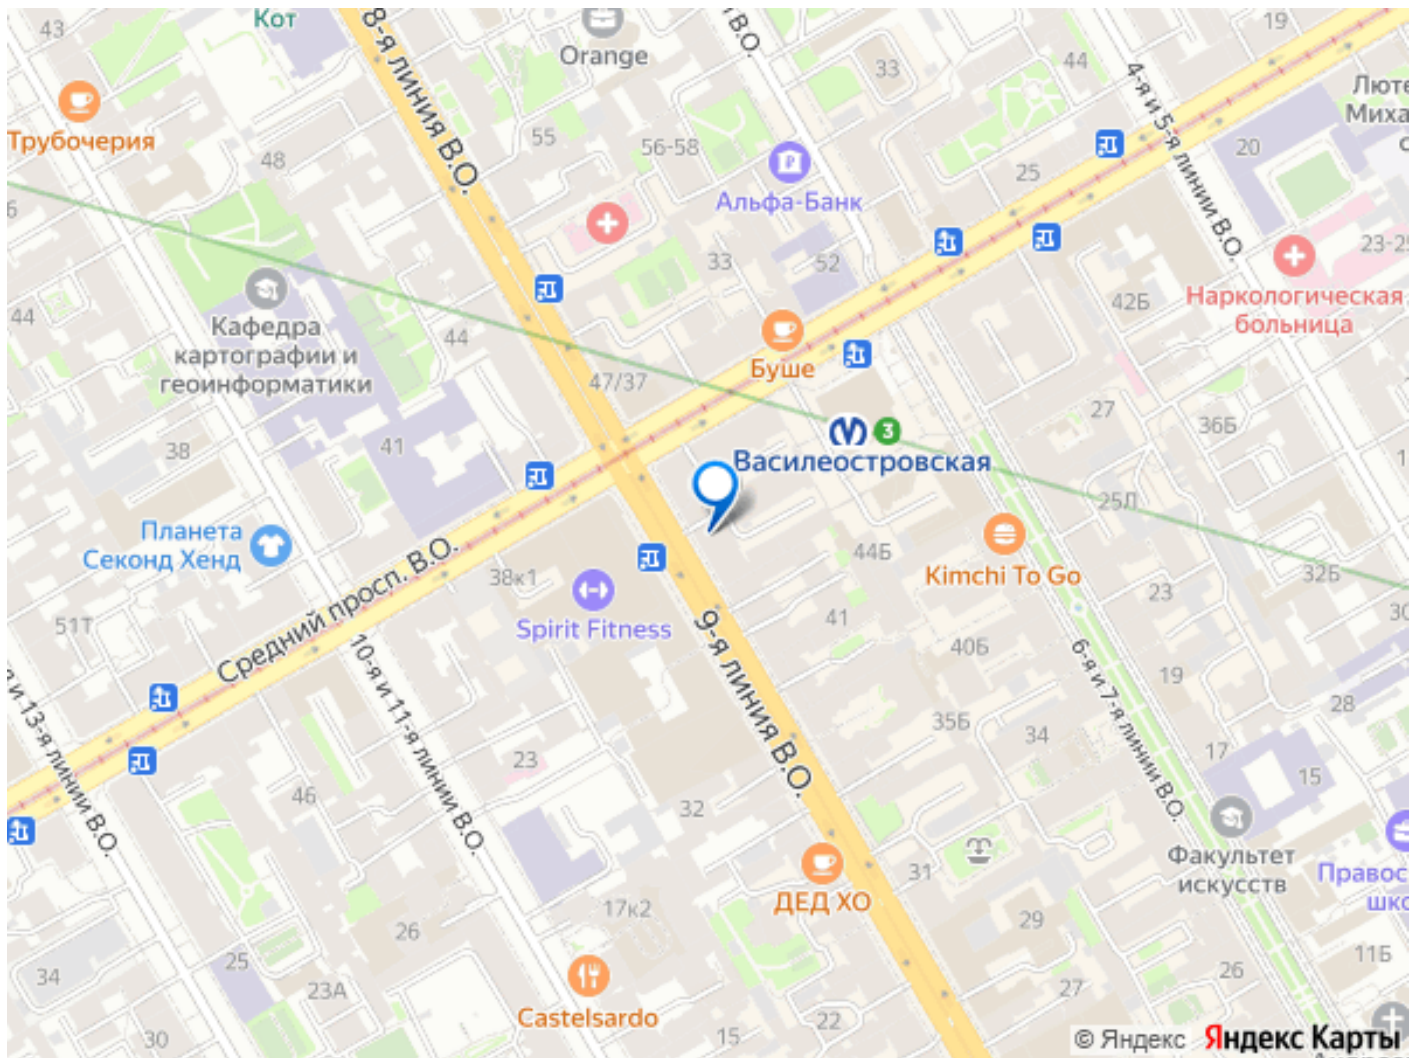 43
Кот
8-я линия В.О.
Orange
В.О.
33
44
19
Трубочерия
48
55
56-58
Альфа-Банк
25
4-я и 5-я линии В.О.
20
23-25
33
52
42Б
Наркологическая
больница
44
Кафедра
картографии и
геоинформатики
44
47/37
Буше
27
36Б
38
41
3
Василеостровская
25Л
Планета
Секонд Хенд
Средний просп. В.О.
38к1
Spirit Fitness
44Б
Kimchi To Go
32Б
23
51Т
41
9-я линия В.О.
40Б
6-я и 7-я линии В.О.
19
28
и 13-я линии В.О.
10-я и 11-я линии В.О.
23
35Б
34
17
15
46
32
Факультет
искусств
31
ДЕД ХО
17к2
29
26
25
34
23А
11Б
26
27
Castelsardo
30
15
22
© Яндекс Яндекс Карты